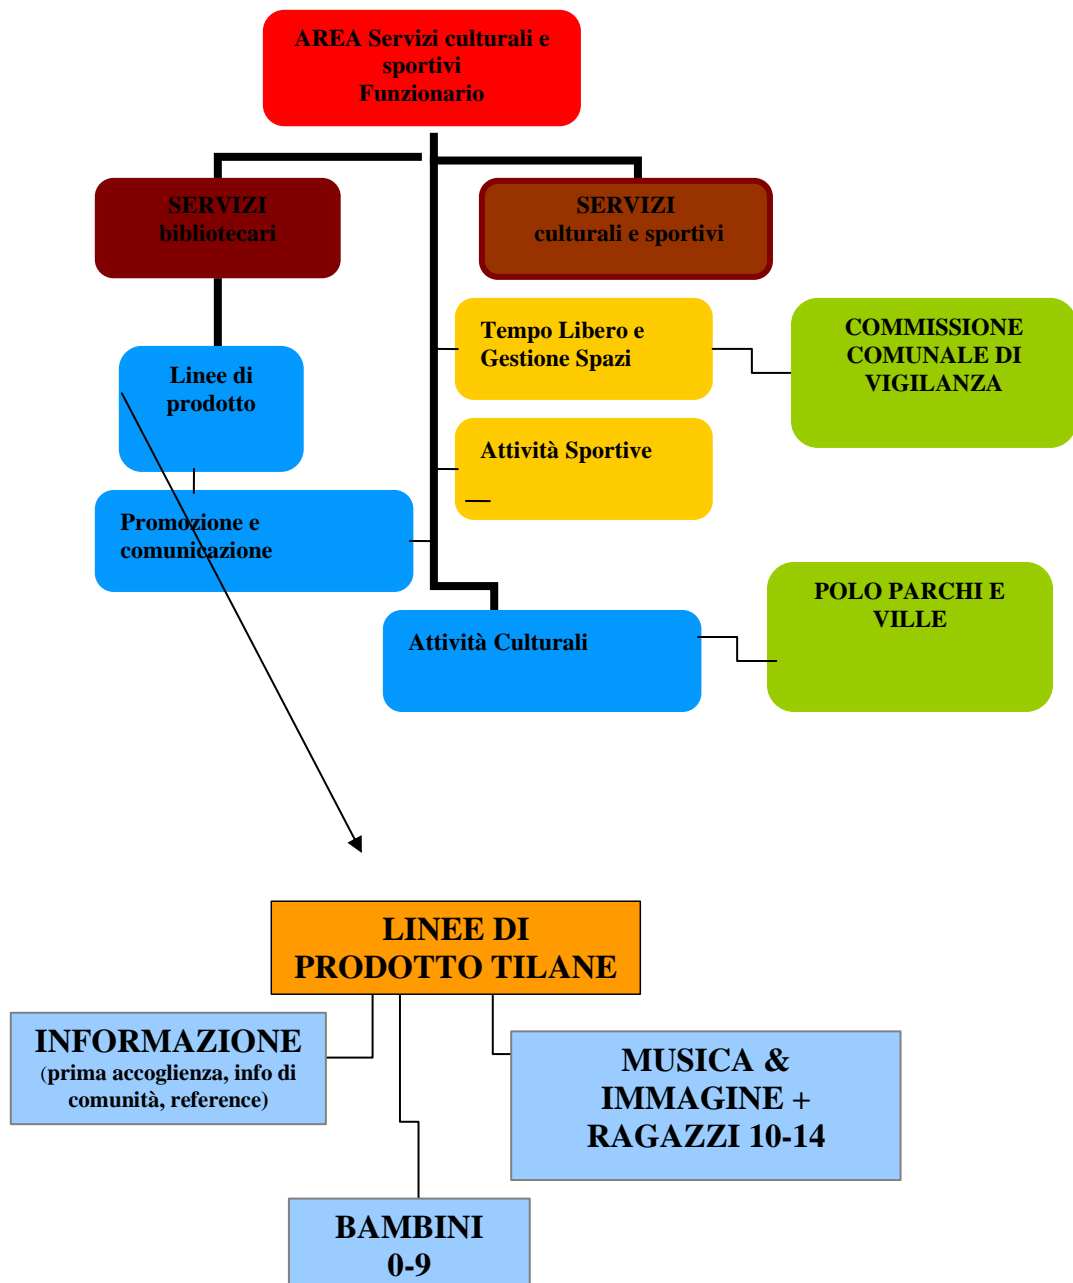 AREA Servizi culturali e
sportivi
Funzionario
SERVIZI
bibliotecari
SERVIZI
culturali e sportivi
Tempo Libero e
Gestione Spazi
COMMISSIONE
COMUNALE DI
VIGILANZA
Linee di
prodotto
Attività Sportive
Promozione e
comunicazione
POLO PARCHI E
VILLE
Attività Culturali
LINEE DI
PRODOTTO TILANE
INFORMAZIONE
(prima accoglienza, info di
comunità, reference)
MUSICA &
IMMAGINE +
RAGAZZI 10-14
BAMBINI
0-9